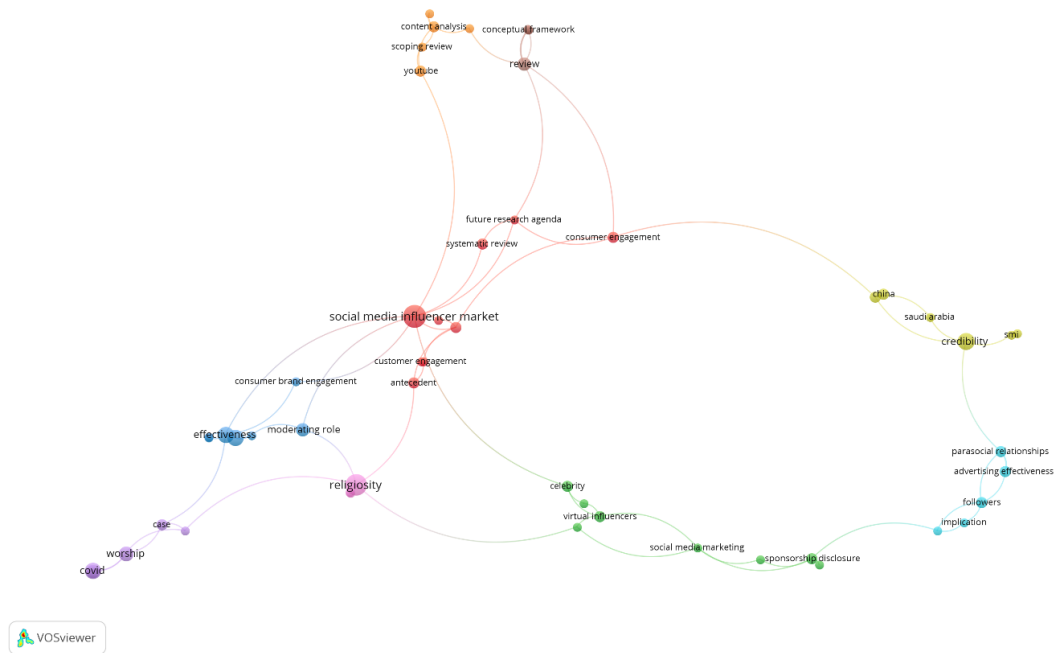 content analysis
conceptual framework
scoping review
review
youtube
future research agenda
consumer engagement
systematic review
china
social media influencer market
saudi arabia
smi
credibility
customer engagement
consumer brand engagement
antecedent
moderating role
effectiveness
parasocial relationships
advertising effectiveness
religiosity
celebrity
followers
virtual influencers
implication
case
social media marketing
worship
sponsorship disclosure
covid
VOSviewer